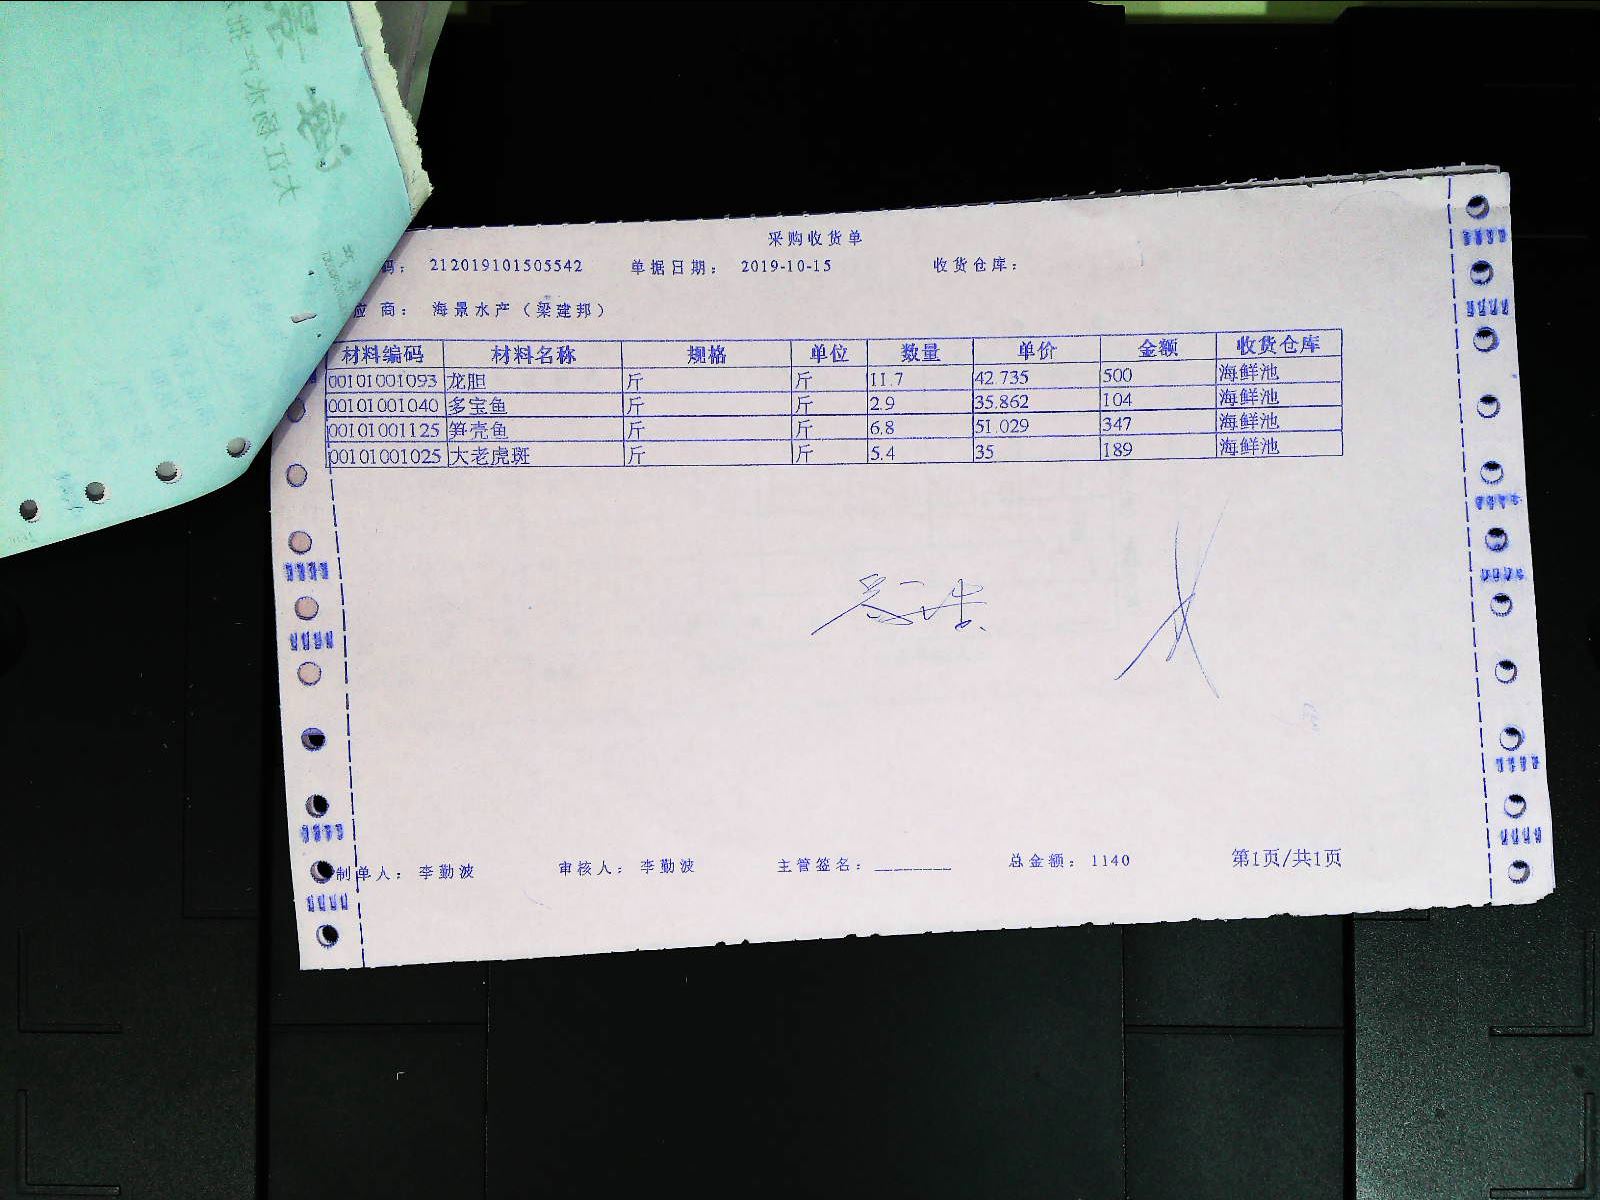 采购收货单
码： 212019101505542 单据日期： 2019-10-15 收货仓库：
应商： 海景水产（梁建邦）
材料编码 材料名称 规格 单位 数量 单价 金额 收货仓库
00101001093 龙胆 斤 斤 11.7 42.735 500 海鲜池
00101001040 多宝鱼 斤 斤 2.9 35.862 104 海鲜池
00101001125 笋壳鱼 斤 斤 6.8 51.029 347 海鲜池
00101001025 大老虎斑 斤 斤 5.4 35 189 海鲜池
制单人： 李勤波 审核人： 李勤波 主管签名：________ 总金额： 1140 第1页/共1页